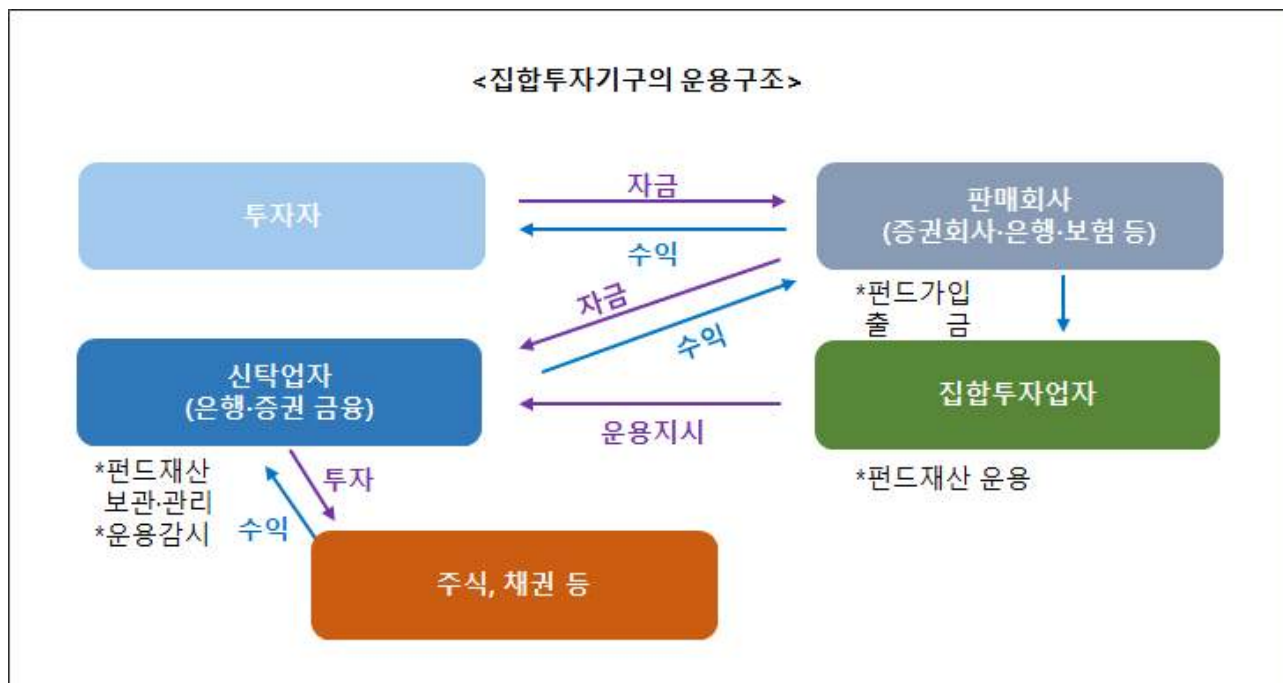 <집합투자기구의 운용구조>
투자자
자금
수익
판매회사
(증권회사·은행·보험 등)
자금
수익
*펀드가입
출 금
신탁업자
(은행·증권 금융)
운용지시
집합투자업자
*펀드재산
보관·관리
*운용감시
투자
수익
*펀드재산 운용
주식, 채권 등